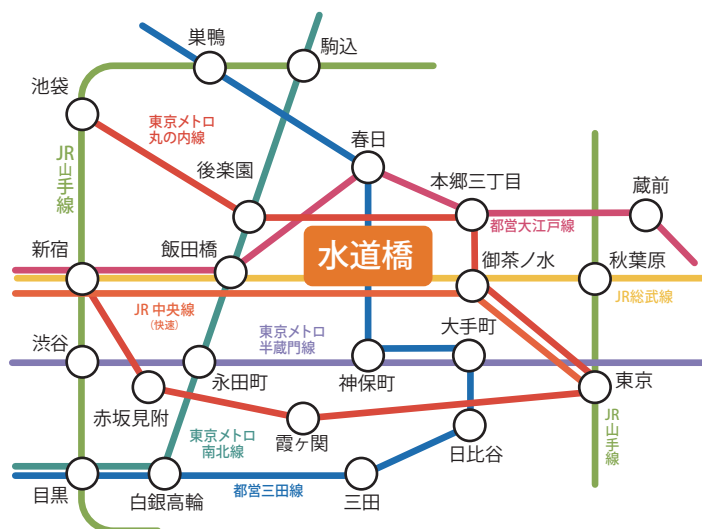 巣鴨
駒込
池袋
東京メトロ
丸の内線
春日
JR山手線
後楽園
本郷三丁目
蔵前
都営大江戸線
新宿
飯田橋
水道橋
御茶ノ水
秋葉原
JR総武線
JR 中央線
(快速)
東京メトロ
半蔵門線
大手町
渋谷
永田町
神保町
東京
赤坂見附
霞ヶ関
東京メトロ
南北線
日比谷
JR山手線
目黒
白銀高輪
都営三田線
三田